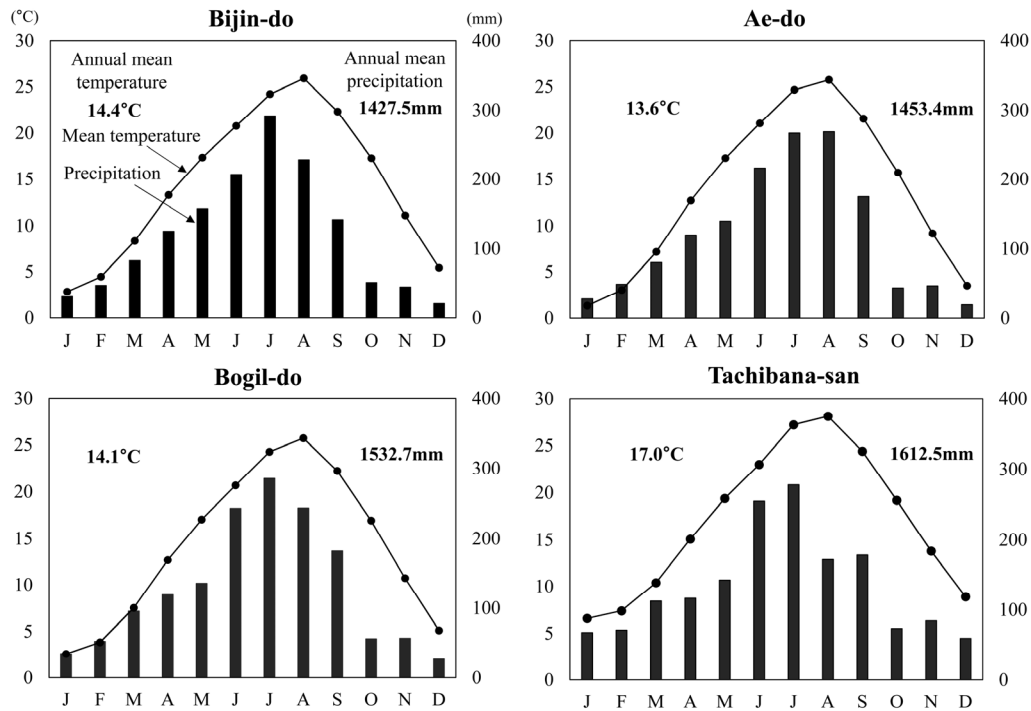 Bijin-do
(°C)
(mm)
30
25
20
15
10
5
0
Annual mean
temperature
14.4°C
Annual mean
precipitation
1427.5mm
Mean temperature
Precipitation
400
300
200
100
0
J F M A M J J A S O N D
Ae-do
30
25
20
15
10
5
0
13.6°C
1453.4mm
400
300
200
100
0
J F M A M J J A S O N D
Bogil-do
30
25
20
15
10
5
0
14.1°C
1532.7mm
400
300
200
100
0
J F M A M J J A S O N D
Tachibana-san
30
25
20
15
10
5
0
17.0°C
1612.5mm
400
300
200
100
0
J F M A M J J A S O N D